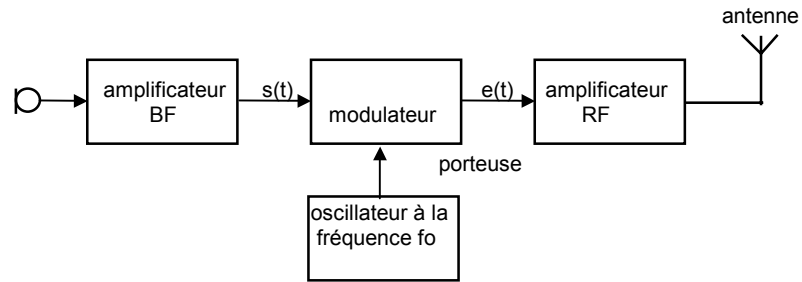 antenne
amplificateur
BF
s(t)
modulateur
e(t)
amplificateur
RF
porteuse
oscillateur à la
fréquence fo